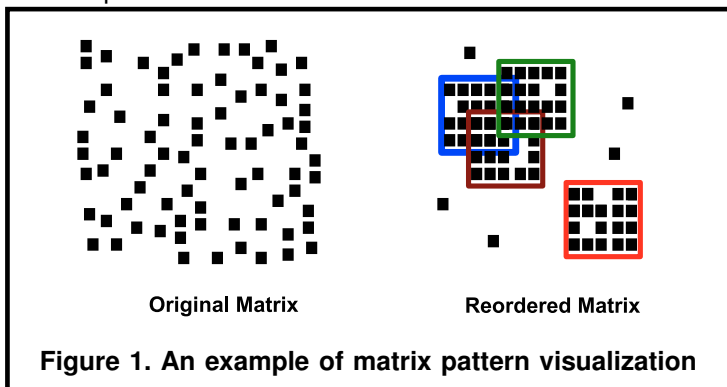 Original Matrix
Reordered Matrix
Figure 1. An example of matrix pattern visualization